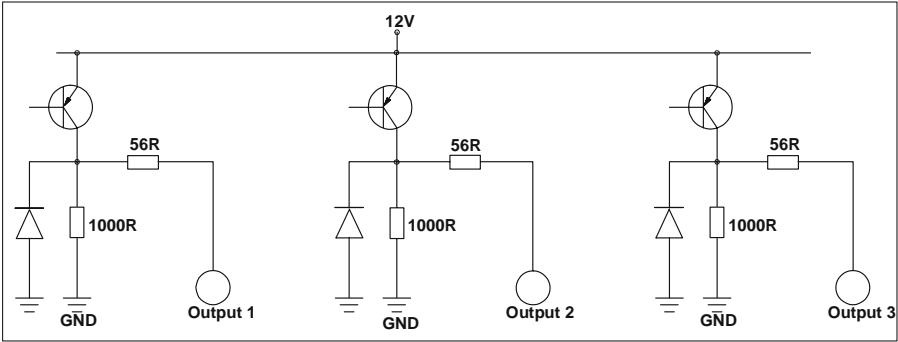 12V
56R
56R
56R
1000R
1000R
1000R
GND
Output 1
GND
Output 2
GND
Output 3